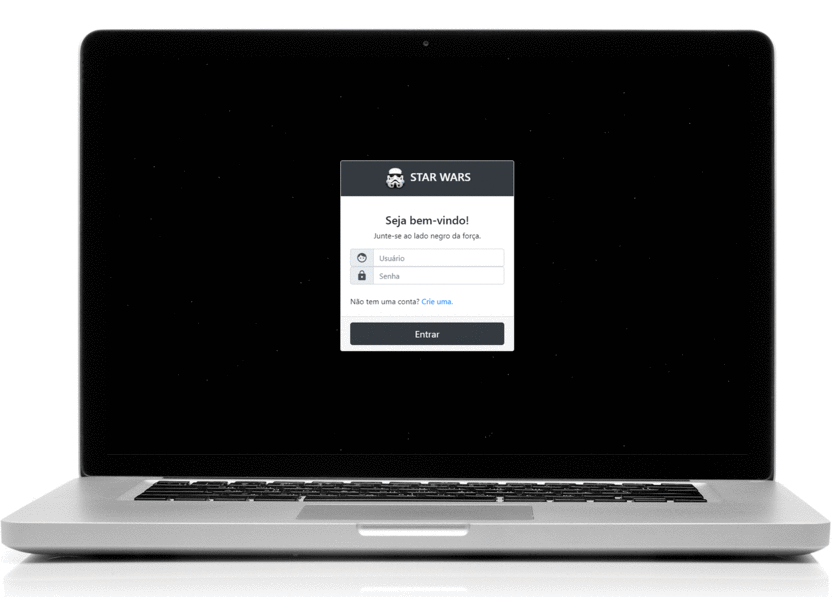 STAR WARS
Seja bem-vindo!
Junte-se ao lado negro da força.
Usuário
Senha
Não tem uma conta? Crie uma.
Entrar